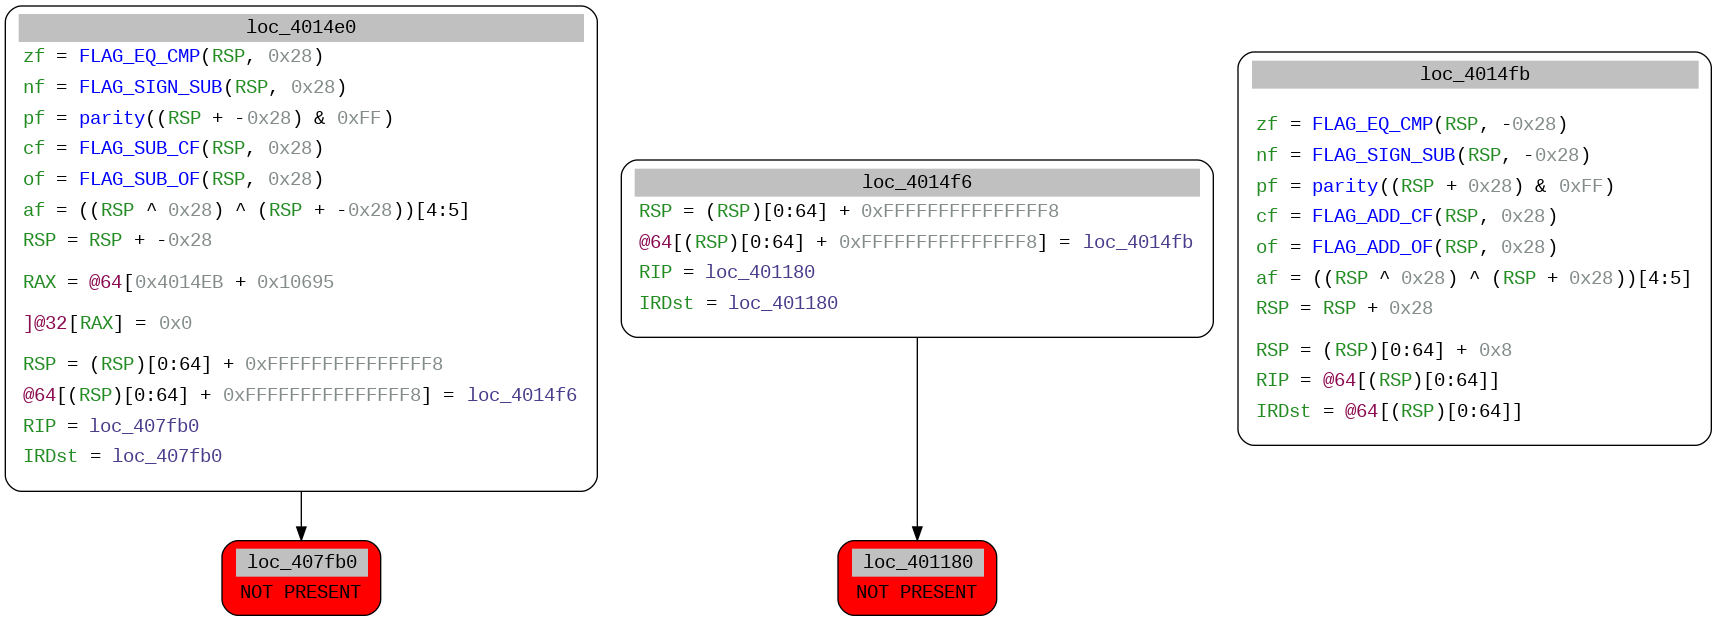 loc_4014e0
zf = FLAG_EQ_CMP(RSP, 0x28)
nf = FLAG_SIGN_SUB(RSP, 0x28)
pf = parity((RSP + -0x28) & 0xFF)
cf = FLAG_SUB_CF(RSP, 0x28)
of = FLAG_SUB_OF(RSP, 0x28)
af = ((RSP ^ 0x28) ^ (RSP + -0x28))[4:5]
RSP = RSP + -0x28
RAX = @64[0x4014EB + 0x10695
]@32[RAX] = 0x0
RSP = (RSP)[0:64] + 0xFFFFFFFFFFFFFFF8
@64[(RSP)[0:64] + 0xFFFFFFFFFFFFFFF8] = loc_4014f6
RIP = loc_407fb0
IRDst = loc_407fb0
loc_407fb0
NOT PRESENT
loc_4014f6
RSP = (RSP)[0:64] + 0xFFFFFFFFFFFFFFF8
@64[(RSP)[0:64] + 0xFFFFFFFFFFFFFFF8] = loc_4014fb
RIP = loc_401180
IRDst = loc_401180
loc_401180
NOT PRESENT
loc_4014fb
zf = FLAG_EQ_CMP(RSP, -0x28)
nf = FLAG_SIGN_SUB(RSP, -0x28)
pf = parity((RSP + 0x28) & 0xFF)
cf = FLAG_ADD_CF(RSP, 0x28)
of = FLAG_ADD_OF(RSP, 0x28)
af = ((RSP ^ 0x28) ^ (RSP + 0x28))[4:5]
RSP = RSP + 0x28
RSP = (RSP)[0:64] + 0x8
RIP = @64[(RSP)[0:64]]
IRDst = @64[(RSP)[0:64]]